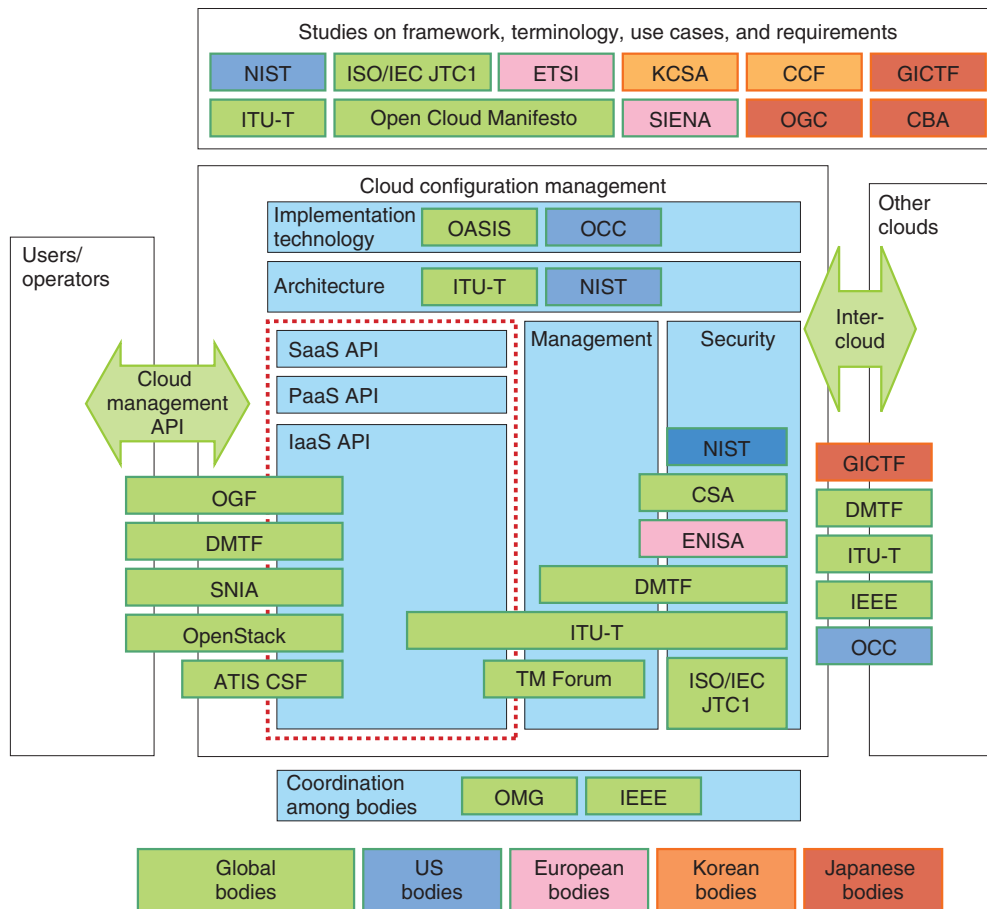 Studies on framework, terminology, use cases, and requirements
NIST
ISO/IEC JTC1
ETSI
KCSA
CCF
GICTF
ITU-T
Open Cloud Manifesto
SIENA
OGC
CBA
Cloud configuration management
Implementation
technology
OASIS
OCC
Architecture
ITU-T
NIST
Users/
operators
Other
clouds
Cloud
management
API
Inter-
cloud
SaaS API
PaaS API
IaaS API
Management
Security
OGF
DMTF
SNIA
OpenStack
ATIS CSF
NIST
CSA
ENISA
DMTF
ITU-T
TM Forum
ISO/IEC
JTC1
GICTF
DMTF
ITU-T
IEEE
OCC
Coordination
among bodies
OMG
IEEE
Global
bodies
US
bodies
European
bodies
Korean
bodies
Japanese
bodies